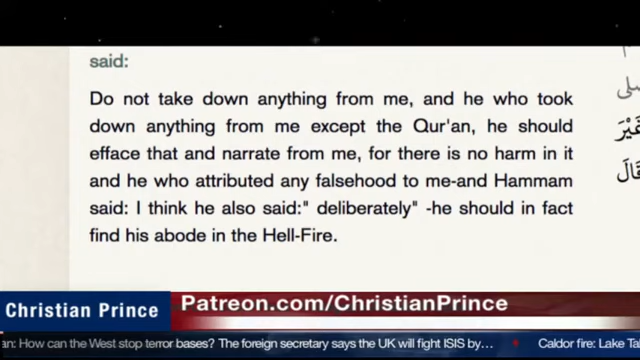 said:
Do not take down anything from me, and he who took
down anything from me except the Qur'an, he should
efface that and narrate from me, for there is no harm in it
and he who attributed any falsehood to me-and Hammam
said: I think he also said:" deliberately" -he should in fact
find his abode in the Hell-Fire.
Christian Prince
Patreon.com/ChristianPrince
an: How can the West stop terror bases? The foreign secretary says the UK will fight ISIS by... Caldor fire: Lake Ta